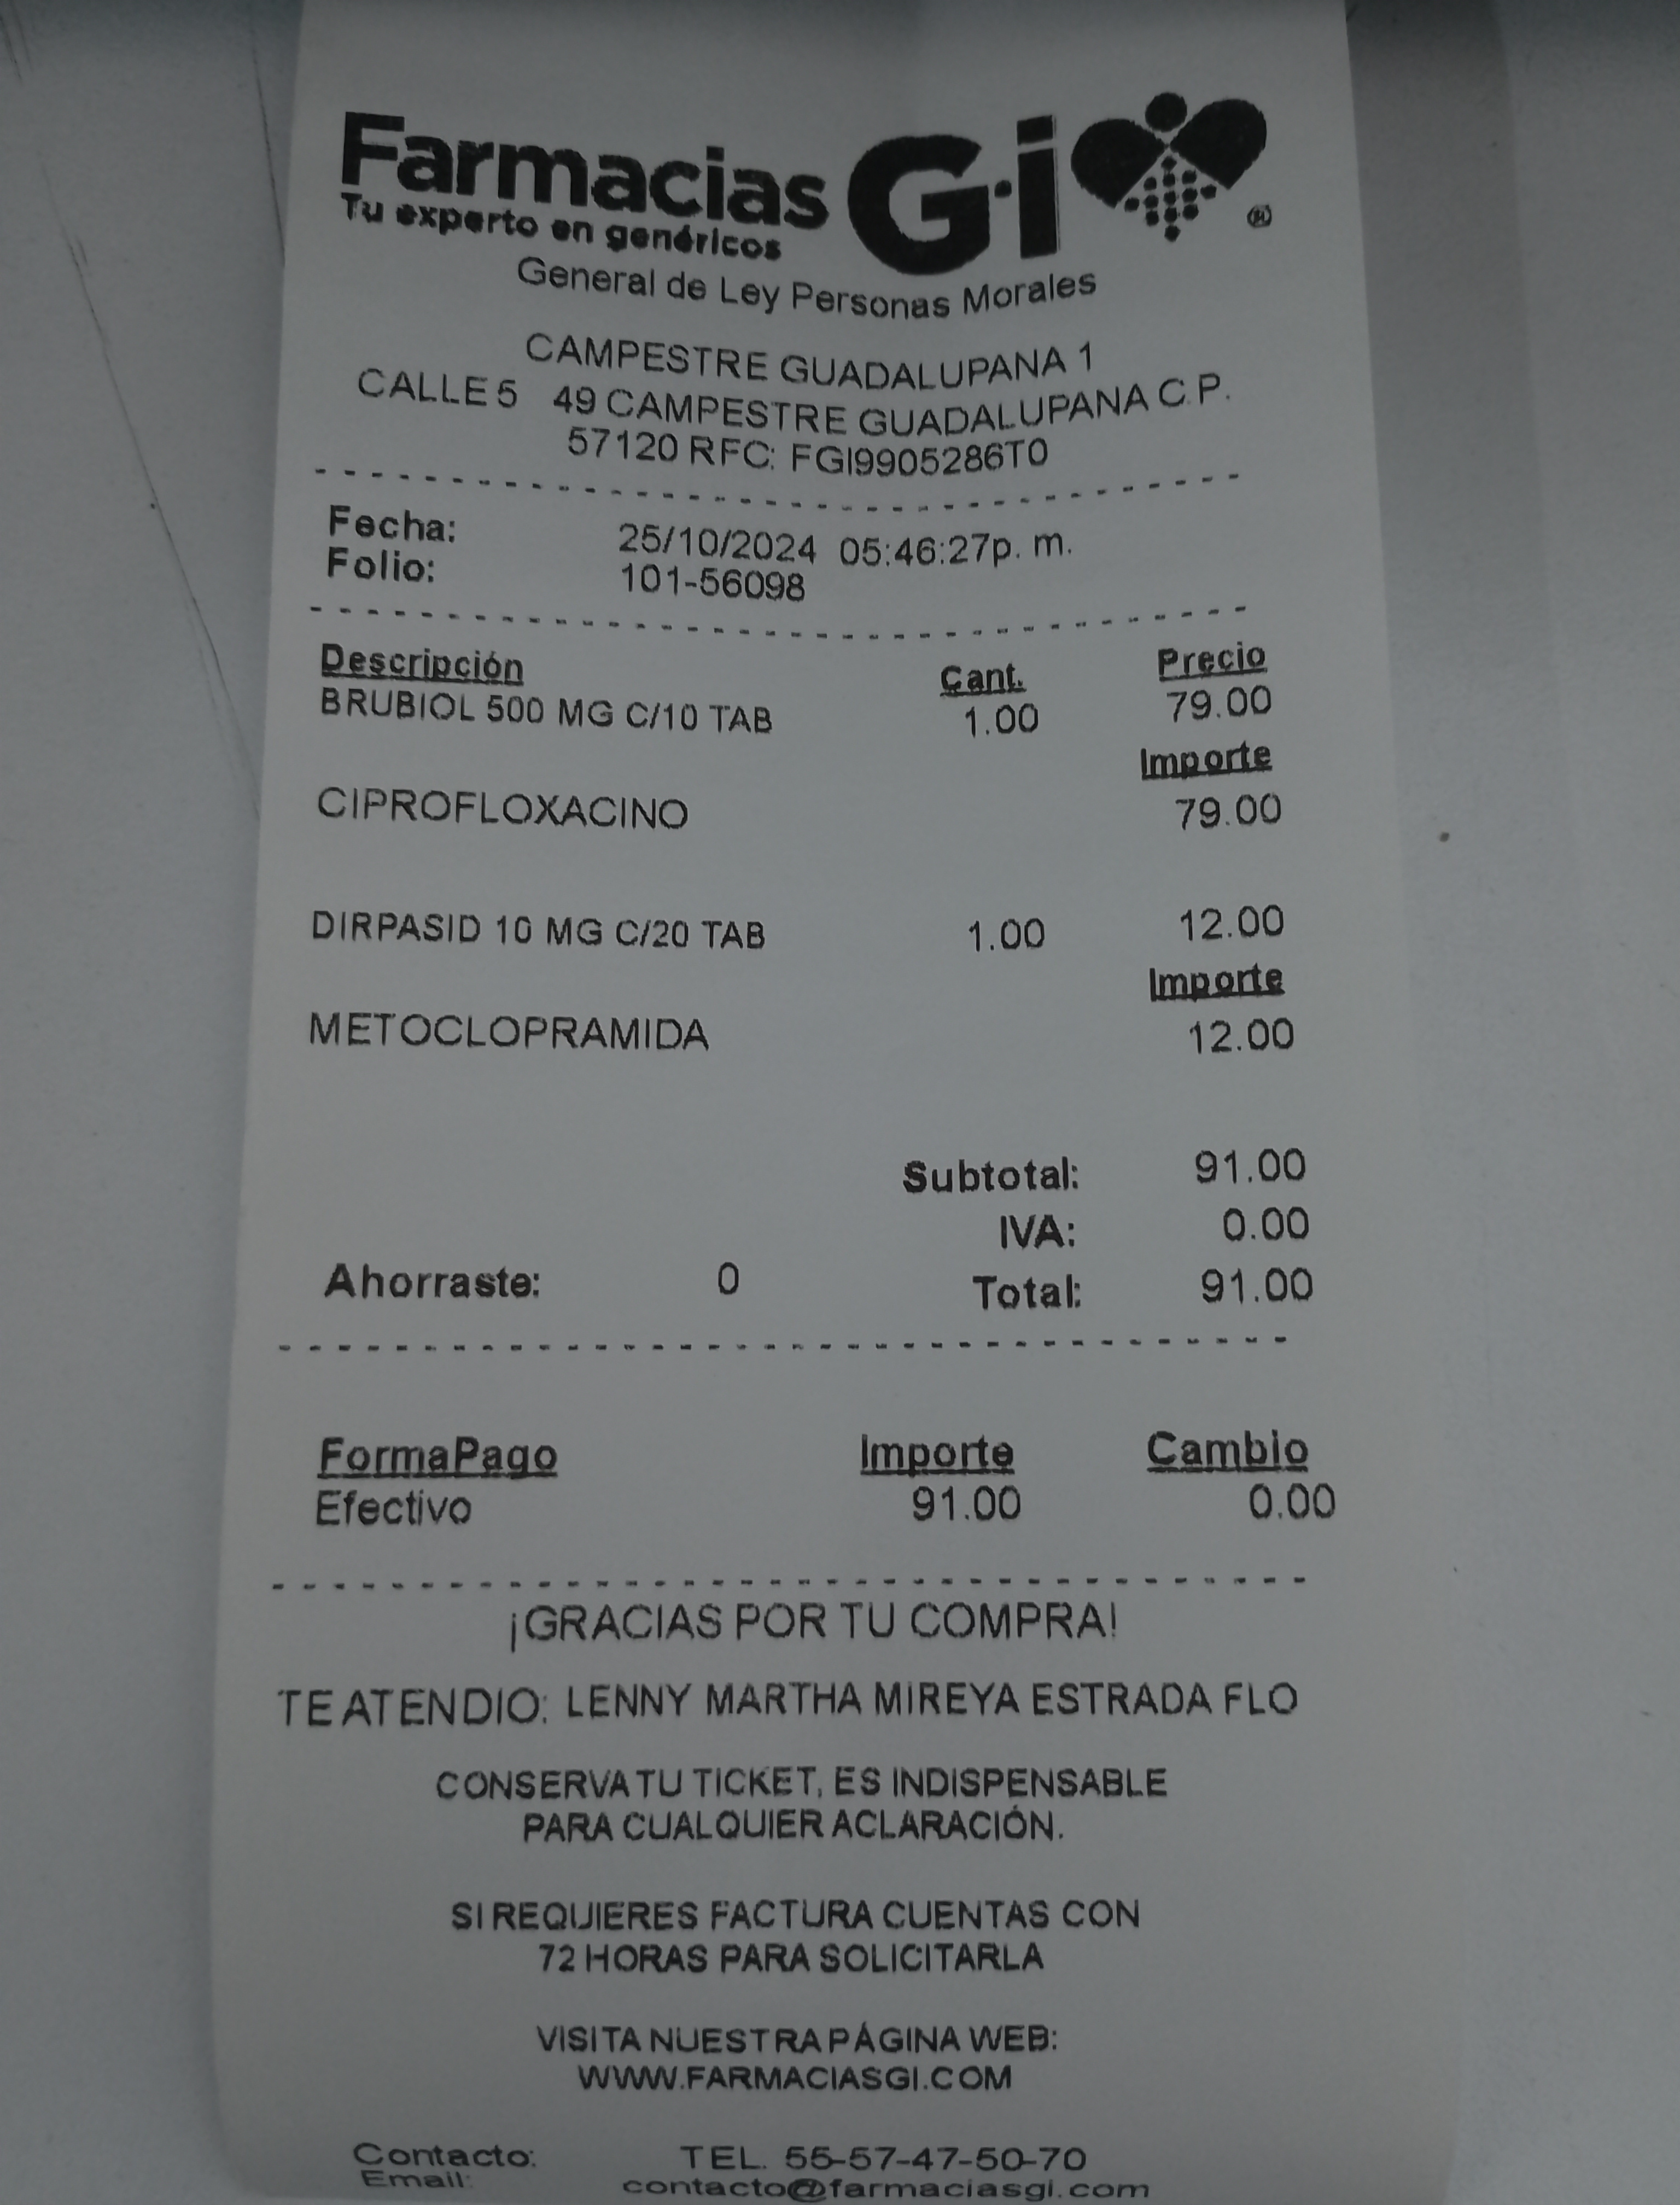 Farmacias Gi
Tu experto en genéricos
General de Ley Personas Morales
CAMPESTRE GUADALUPANA 1
CALLE 5 49 CAMPESTRE GUADALUPANA C.P.
57120 RFC: FGI9905286T0
Fecha: 25/10/2024 05:46:27p. m.
Folio: 101-56098
Descripción Cant. Precio
BRUBIOL 500 MG C/10 TAB 1.00 79.00
Importe
CIPROFLOXACINO 79.00
DIRPASID 10 MG C/20 TAB 1.00 12.00
Importe
METOCLOPRAMIDA 12.00
Subtotal: 91.00
IVA: 0.00
Ahorraste: 0 Total: 91.00
FormaPago Importe Cambio
Efectivo 91.00 0.00
¡GRACIAS POR TU COMPRA!
TE ATENDIO: LENNY MARTHA MIREYA ESTRADA FLO
CONSERVA TU TICKET, ES INDISPENSABLE
PARA CUALQUIER ACLARACIÓN.
SI REQUIERES FACTURA CUENTAS CON
72 HORAS PARA SOLICITARLA
VISITA NUESTRA PÁGINA WEB:
WWW.FARMACIASGI.COM
Contacto: TEL. 55-57-47-50-70
Email: contacto@farmaciasgi.com